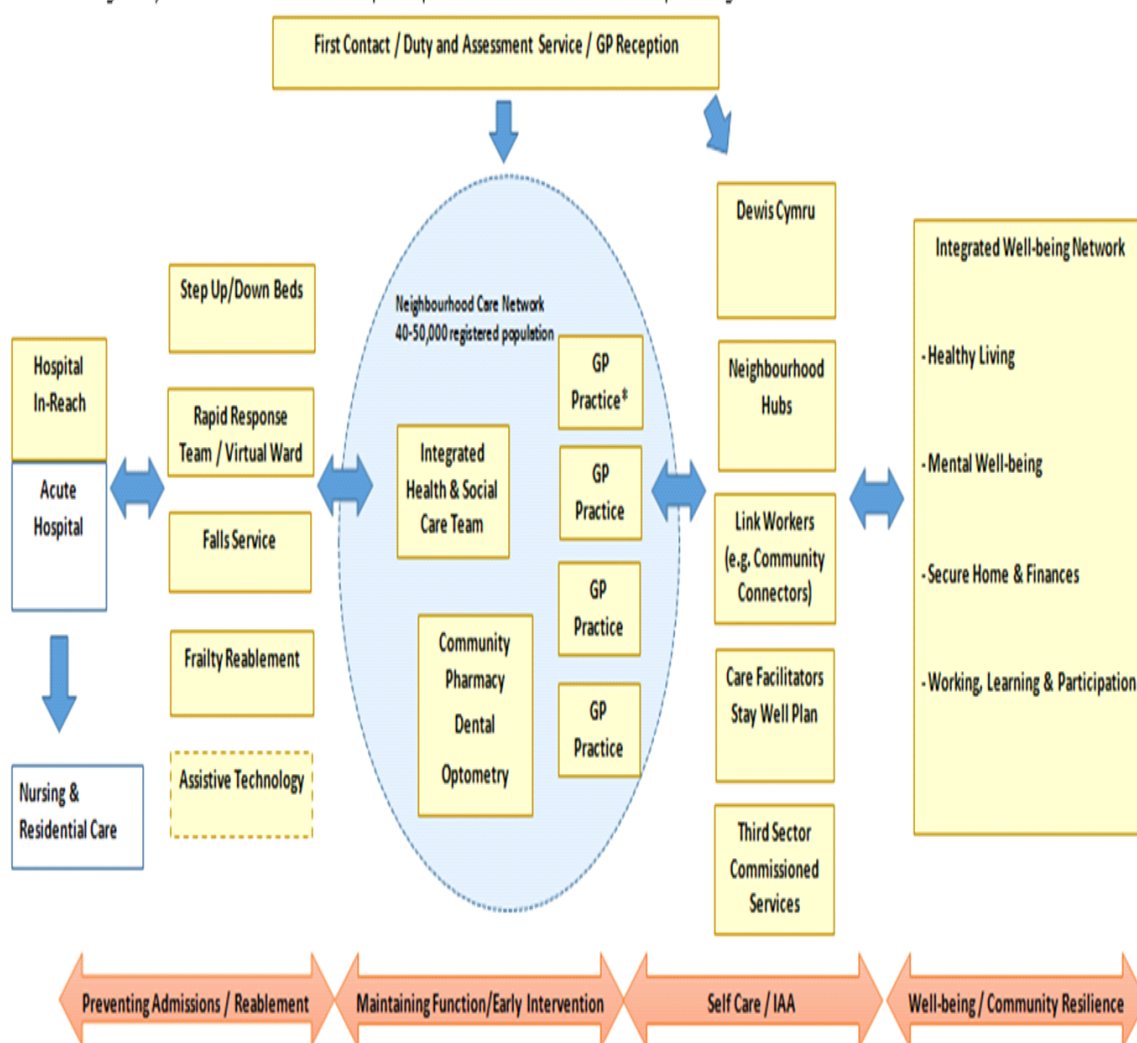 First Contact / Duty and Assessment Service / GP Reception
Dewis Cymru
Integrated Well-being Network
Step Up/Down Beds
Neighbourhood Care Network
40-50,000 registered population
Hospital
In-Reach
GP
Practice*
Neighbourhood
Hubs
- Healthy Living
Rapid Response
Team / Virtual Ward
Integrated
Health & Social
Care Team
GP
Practice
- Mental Well-being
Acute
Hospital
Falls Service
Link Workers
(e.g. Community
Connectors)
- Secure Home & Finances
GP
Practice
Frailty Reablement
Community
Pharmacy
Dental
Optometry
Care Facilitators
Stay Well Plan
- Working, Learning & Participation
GP
Practice
Nursing &
Residential Care
Assistive Technology
Third Sector
Commissioned
Services
Preventing Admissions / Reablement
Maintaining Function/Early Intervention
Self Care / IAA
Well-being / Community Resilience